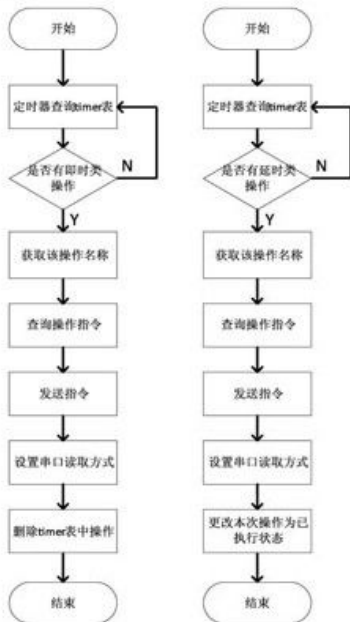 开始
定时器查询timer表
是否有即时类
操作
N
Y
获取该操作名称
查询操作指令
发送指令
设置串口读取方式
删除timer表中操作
结束
开始
定时器查询timer表
是否有延时类
操作
N
Y
获取该操作名称
查询操作指令
发送指令
设置串口读取方式
更改本次操作为已
执行状态
结束